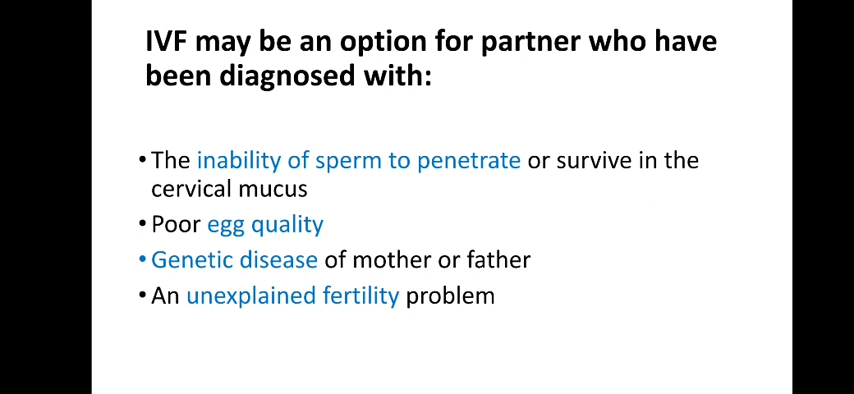 IVF may be an option for partner who have
been diagnosed with:
• The inability of sperm to penetrate or survive in the
cervical mucus
• Poor egg quality
• Genetic disease of mother or father
• An unexplained fertility problem